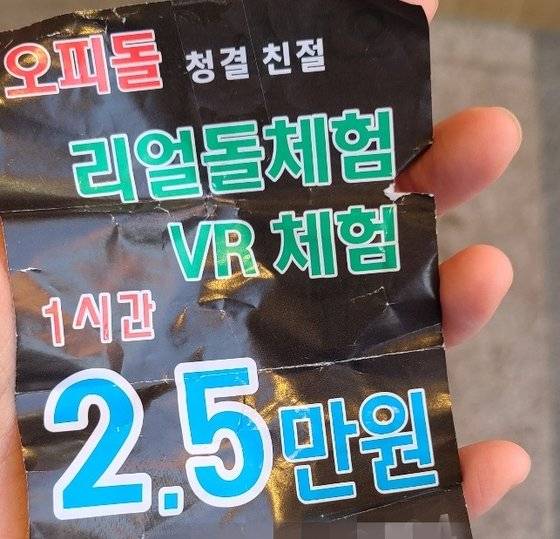 오피돌 청결 친절
리얼돌체험
VR 체험
1시간
2.5만원